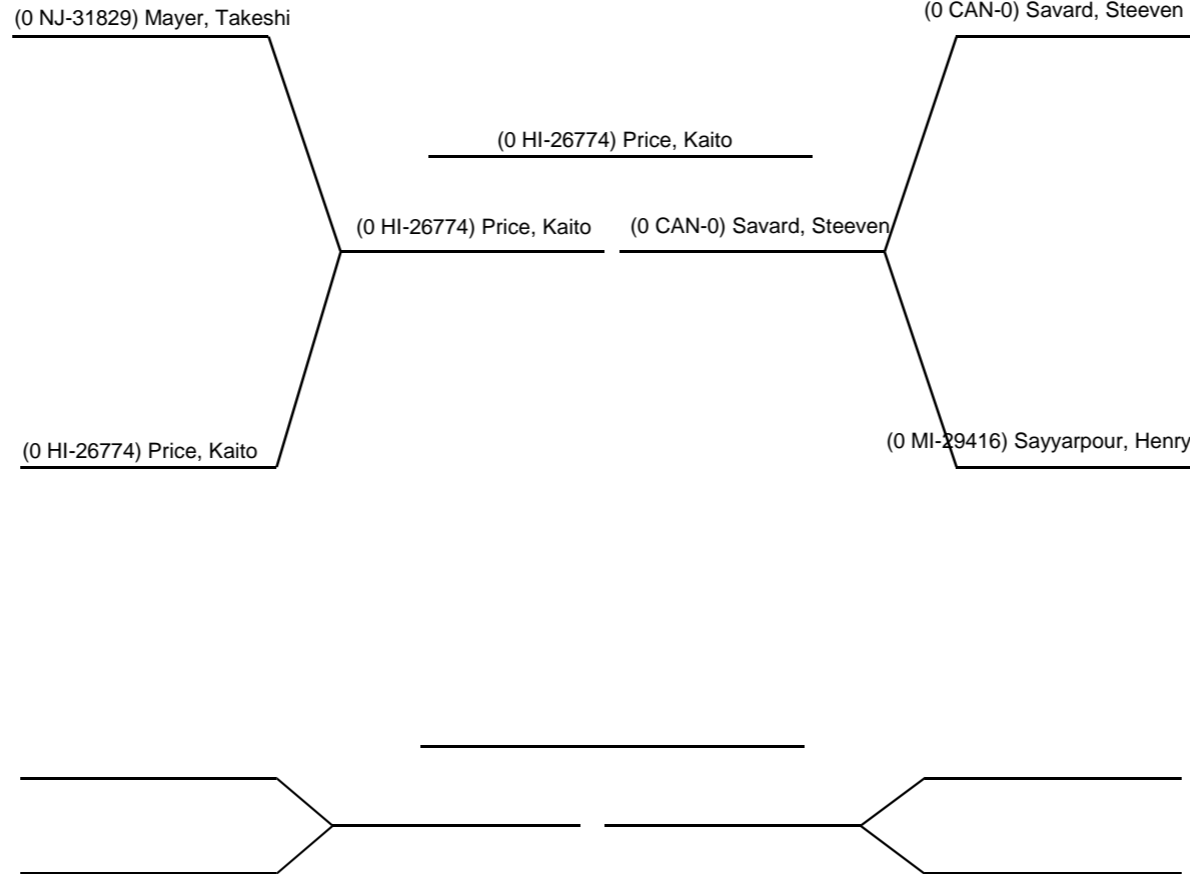 (0 NJ-31829) Mayer, Takeshi
(0 CAN-0) Savard, Steeven
(0 HI-26774) Price, Kaito
(0 HI-26774) Price, Kaito
(0 CAN-0) Savard, Steeven
(0 HI-26774) Price, Kaito
(0 MI-29416) Sayyarpour, Henry